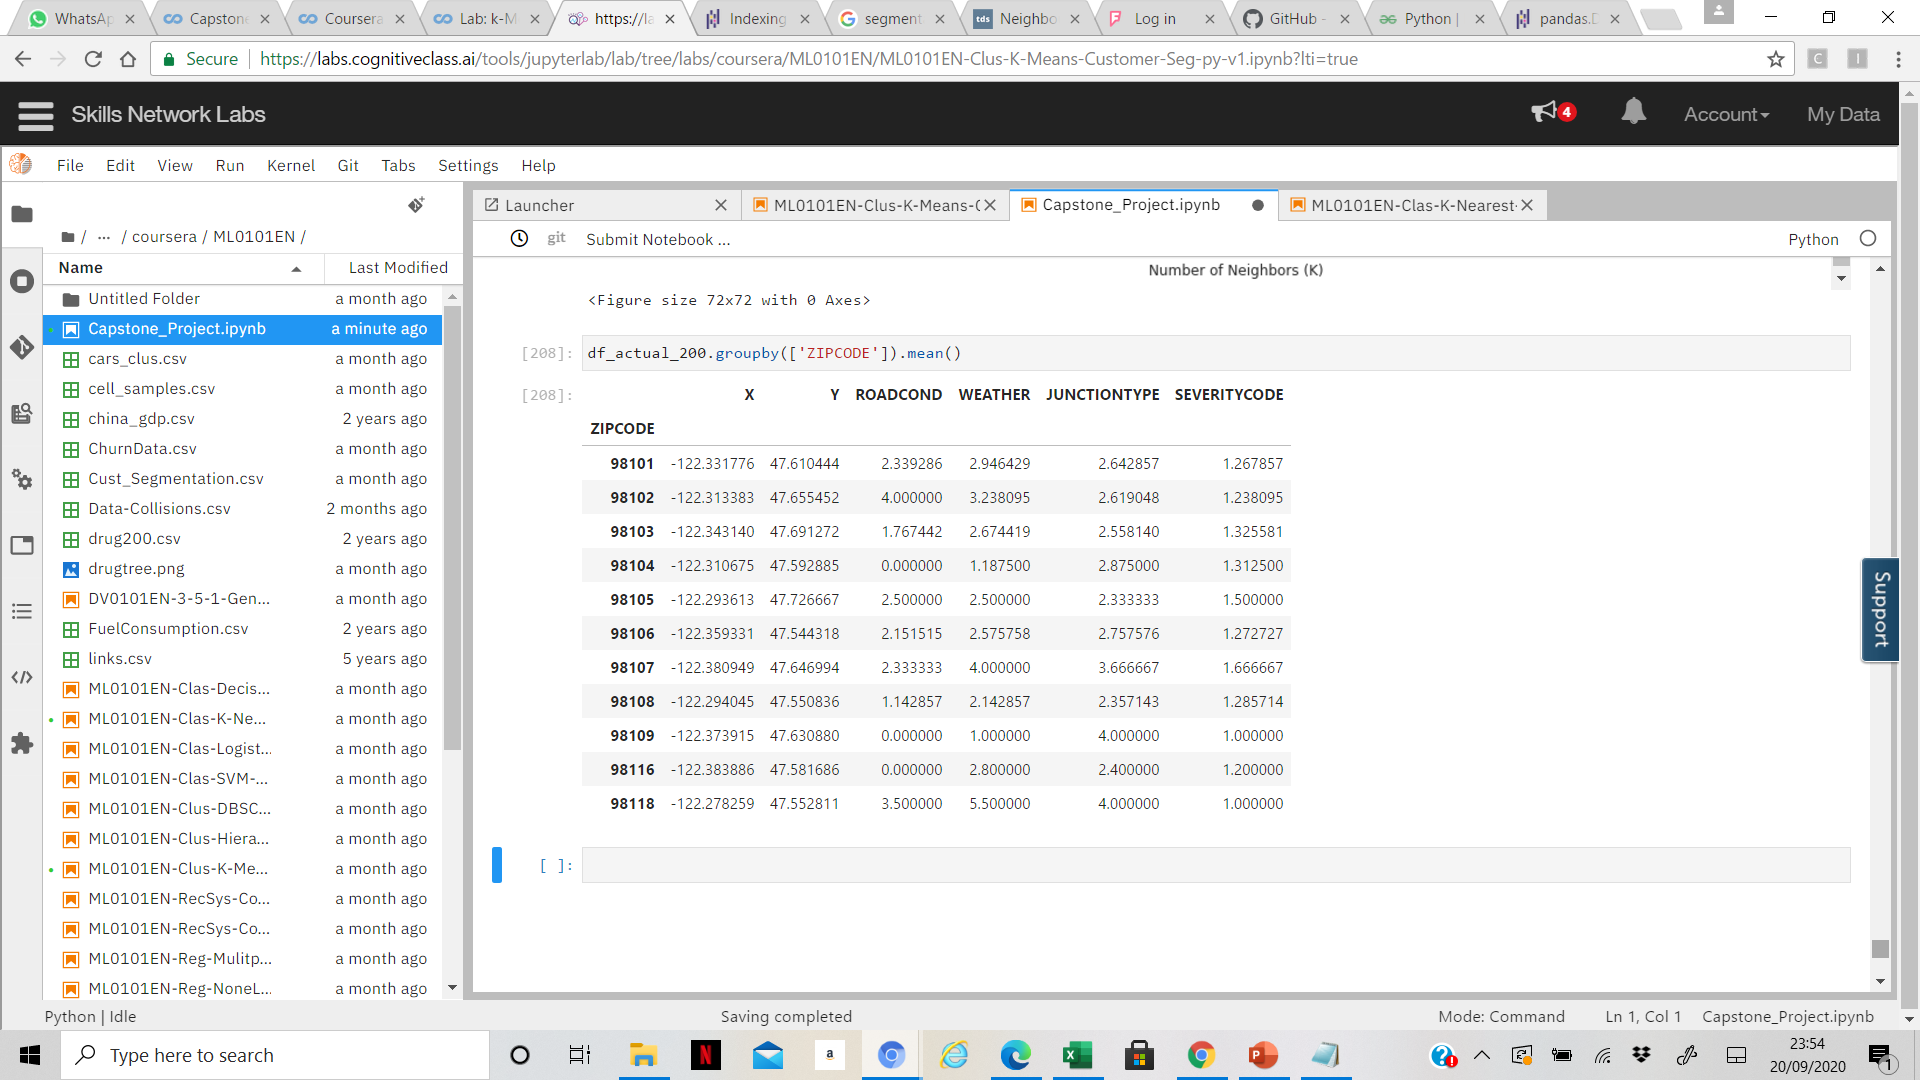 WhatsAp
Capstone
Coursera
Lab: k-M
https://la
Indexing
segment
Neighbo
Log in
GitHub -
Python |
pandas.D
Secure
https://labs.cognitiveclass.ai/tools/jupyterlab/lab/tree/labs/coursera/ML0101EN/ML0101EN-Clus-K-Means-Customer-Seg-py-v1.ipynb?lti=true
Skills Network Labs
4
Account
My Data
File Edit View Run Kernel Git Tabs Settings Help
Launcher
ML0101EN-Clus-K-Means-C
Capstone_Project.ipynb
ML0101EN-Clas-K-Nearest-
/ ... / coursera / ML0101EN /
git Submit Notebook ...
Python
Name Last Modified
Untitled Folder a month ago
Capstone_Project.ipynb a minute ago
cars_clus.csv a month ago
cell_samples.csv a month ago
china_gdp.csv 2 years ago
ChurnData.csv a month ago
Cust_Segmentation.csv a month ago
Data-Collisions.csv 2 months ago
drug200.csv 2 years ago
drugtree.png a month ago
DV0101EN-3-5-1-Gen... a month ago
FuelConsumption.csv 2 years ago
links.csv 5 years ago
ML0101EN-Clas-Decis... a month ago
ML0101EN-Clas-K-Ne... a month ago
ML0101EN-Clas-Logist... a month ago
ML0101EN-Clas-SVM-... a month ago
ML0101EN-Clus-DBSC... a month ago
ML0101EN-Clus-Hiera... a month ago
ML0101EN-Clus-K-Me... a month ago
ML0101EN-RecSys-Co... a month ago
ML0101EN-RecSys-Co... a month ago
ML0101EN-Reg-Mulitp... a month ago
ML0101EN-Reg-NoneL... a month ago
Number of Neighbors (K)
<Figure size 72x72 with 0 Axes>
[208]: df_actual_200.groupby(['ZIPCODE']).mean()
[208]: X Y ROADCOND WEATHER JUNCTIONTYPE SEVERITYCODE
ZIPCODE
98101 -122.331776 47.610444 2.339286 2.946429 2.642857 1.267857
98102 -122.313383 47.655452 4.000000 3.238095 2.619048 1.238095
98103 -122.343140 47.691272 1.767442 2.674419 2.558140 1.325581
98104 -122.310675 47.592885 0.000000 1.187500 2.875000 1.312500
98105 -122.293613 47.726667 2.500000 2.500000 2.333333 1.500000
98106 -122.359331 47.544318 2.151515 2.575758 2.757576 1.272727
98107 -122.380949 47.646994 2.333333 4.000000 3.666667 1.666667
98108 -122.294045 47.550836 1.142857 2.142857 2.357143 1.285714
98109 -122.373915 47.630880 0.000000 1.000000 4.000000 1.000000
98116 -122.383886 47.581686 0.000000 2.800000 2.400000 1.200000
98118 -122.278259 47.552811 3.500000 5.500000 4.000000 1.000000
[ ]:
Support
Python | Idle
Saving completed
Mode: Command
Ln 1, Col 1
Capstone_Project.ipynb
Type here to search
23:54
20/09/2020
1